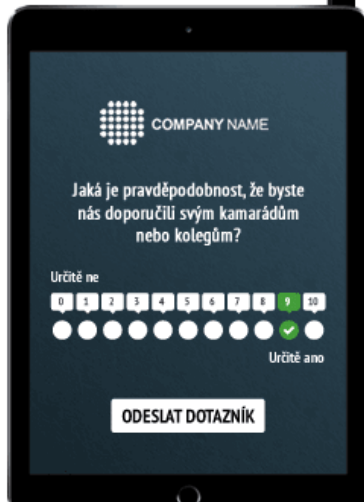 COMPANY NAME
Jaká je pravděpodobnost, že byste
nás doporučili svým kamarádům
nebo kolegům?
Určitě ne
0 1 2 3 4 5 6 7 8 9 10
Určitě ano
ODESLAT DOTAZNÍK